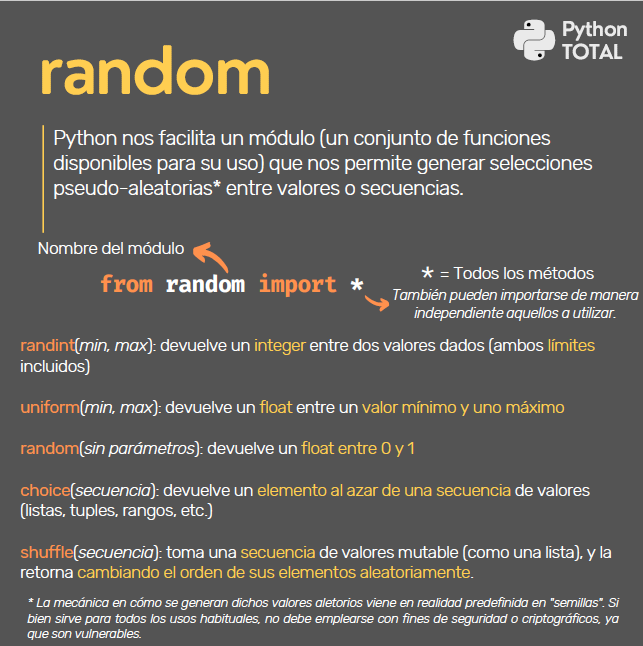 Python
TOTAL
random
Python nos facilita un módulo (un conjunto de funciones
disponibles para su uso) que nos permite generar selecciones
pseudo-aleatorias* entre valores o secuencias.
Nombre del módulo
from random import *
* = Todos los métodos
También pueden importarse de manera
independiente aquellos a utilizar.
randint(min, max): devuelve un integer entre dos valores dados (ambos límites
incluidos)
uniform(min, max): devuelve un float entre un valor mínimo y uno máximo
random(sin parámetros): devuelve un float entre 0 y 1
choice(secuencia): devuelve un elemento al azar de una secuencia de valores
(listas, tuples, rangos, etc.)
shuffle(secuencia): toma una secuencia de valores mutable (como una lista), y la
retorna cambiando el orden de sus elementos aleatoriamente.
* La mecánica en cómo se generan dichos valores aletorios viene en realidad predefinida en "semillas". Si
bien sirve para todos los usos habituales, no debe emplearse con fines de seguridad o criptográficos, ya
que son vulnerables.